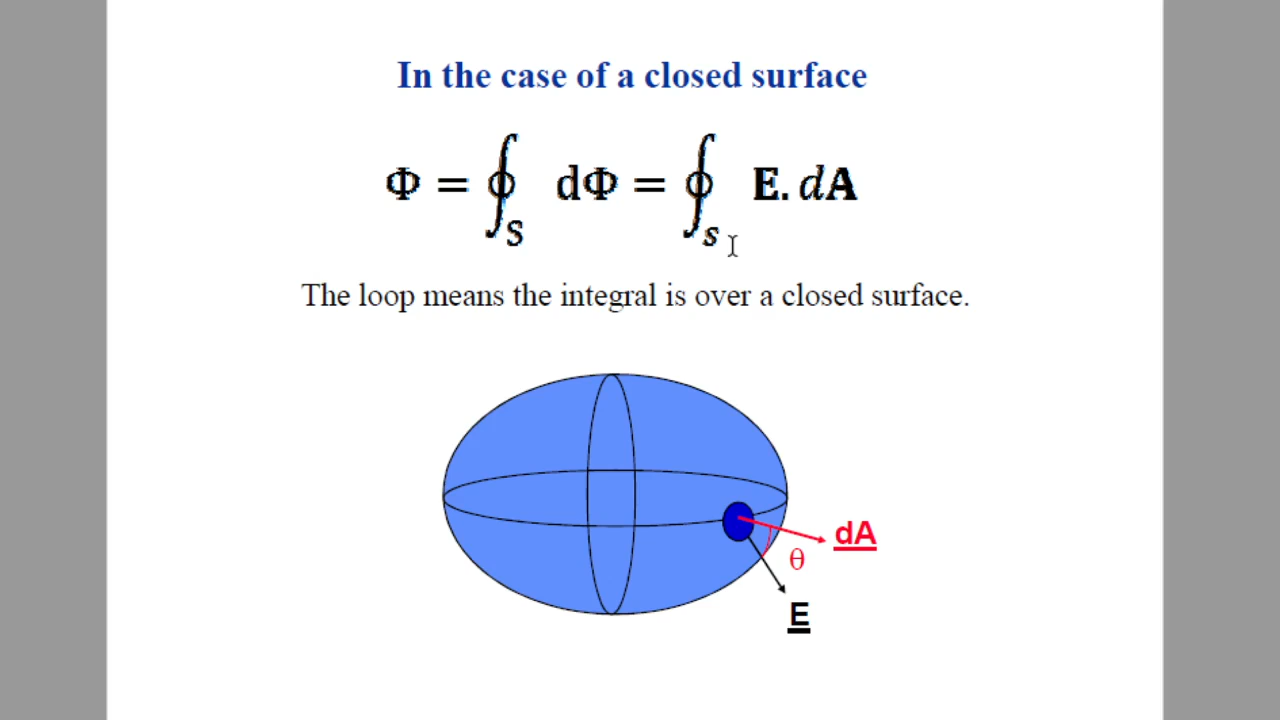 In the case of a closed surface
Φ = ∮S dΦ = ∮s E. dA
The loop means the integral is over a closed surface.
dA
θ
E